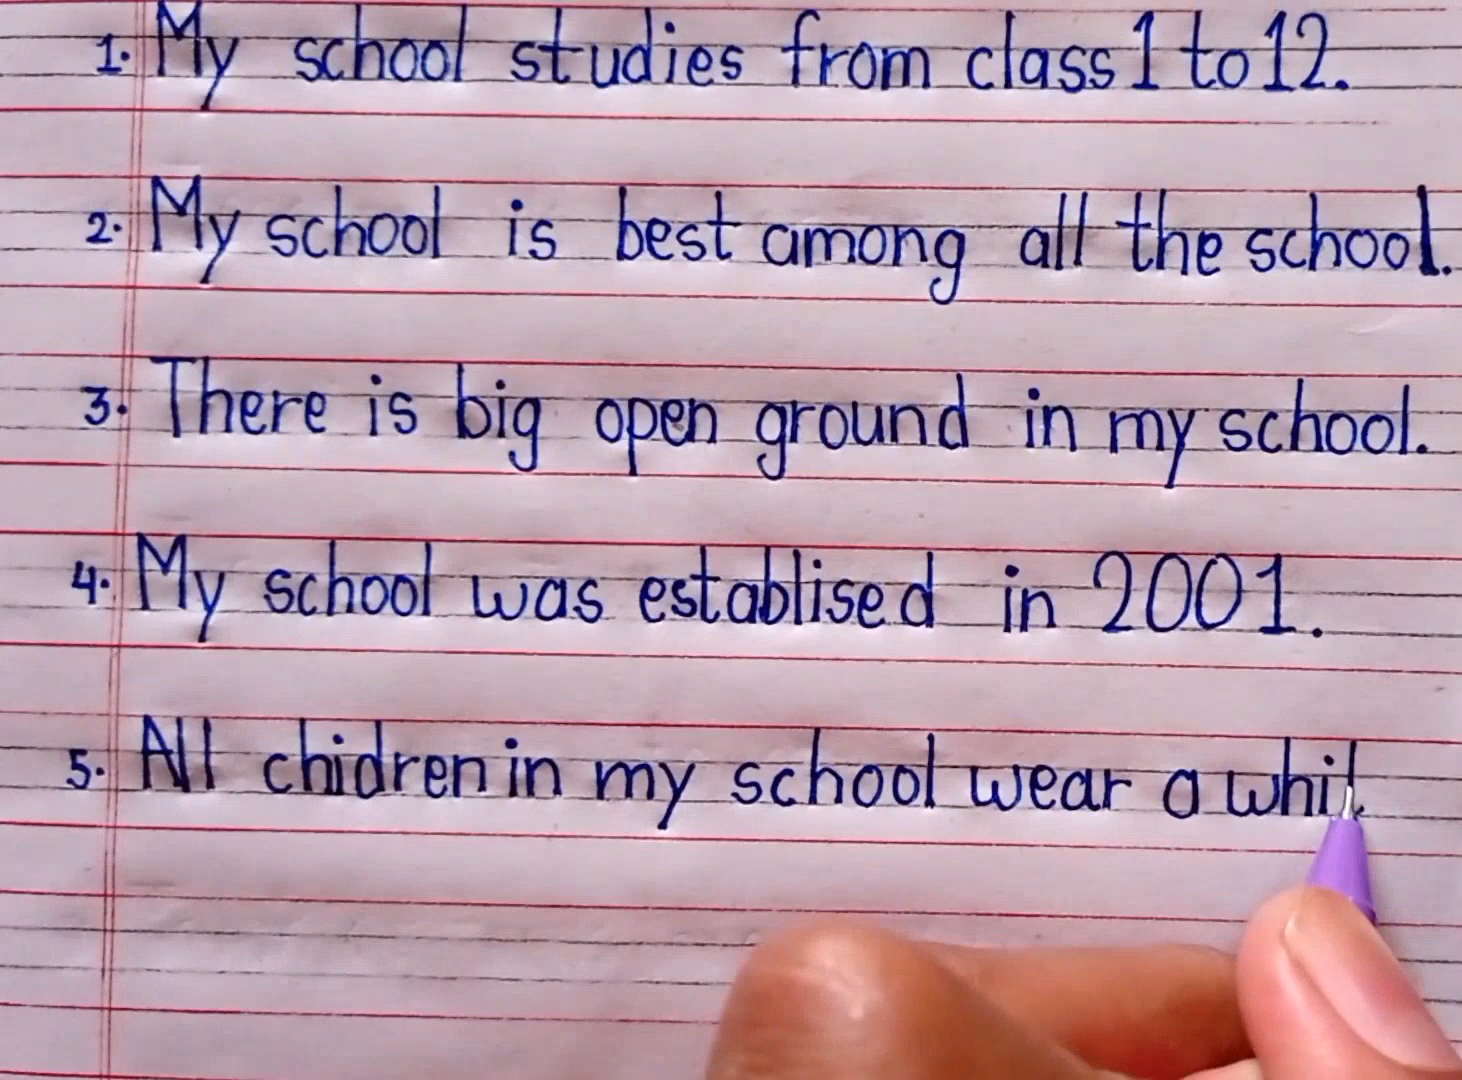 1. My school studies from class 1 to 12.
2. My school is best among all the school.
3. There is big open ground in my school.
4. My school was establised in 2001.
5. All chidren in my school wear a whit